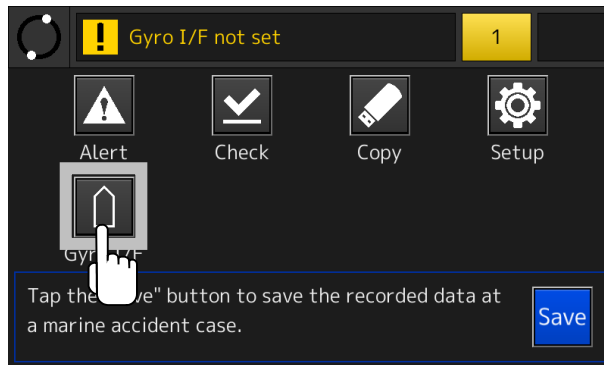 Gyro I/F not set
1
Alert
Check
Copy
Setup
Gyro I/F
Tap the button to save the recorded data at
a marine accident case.
Save